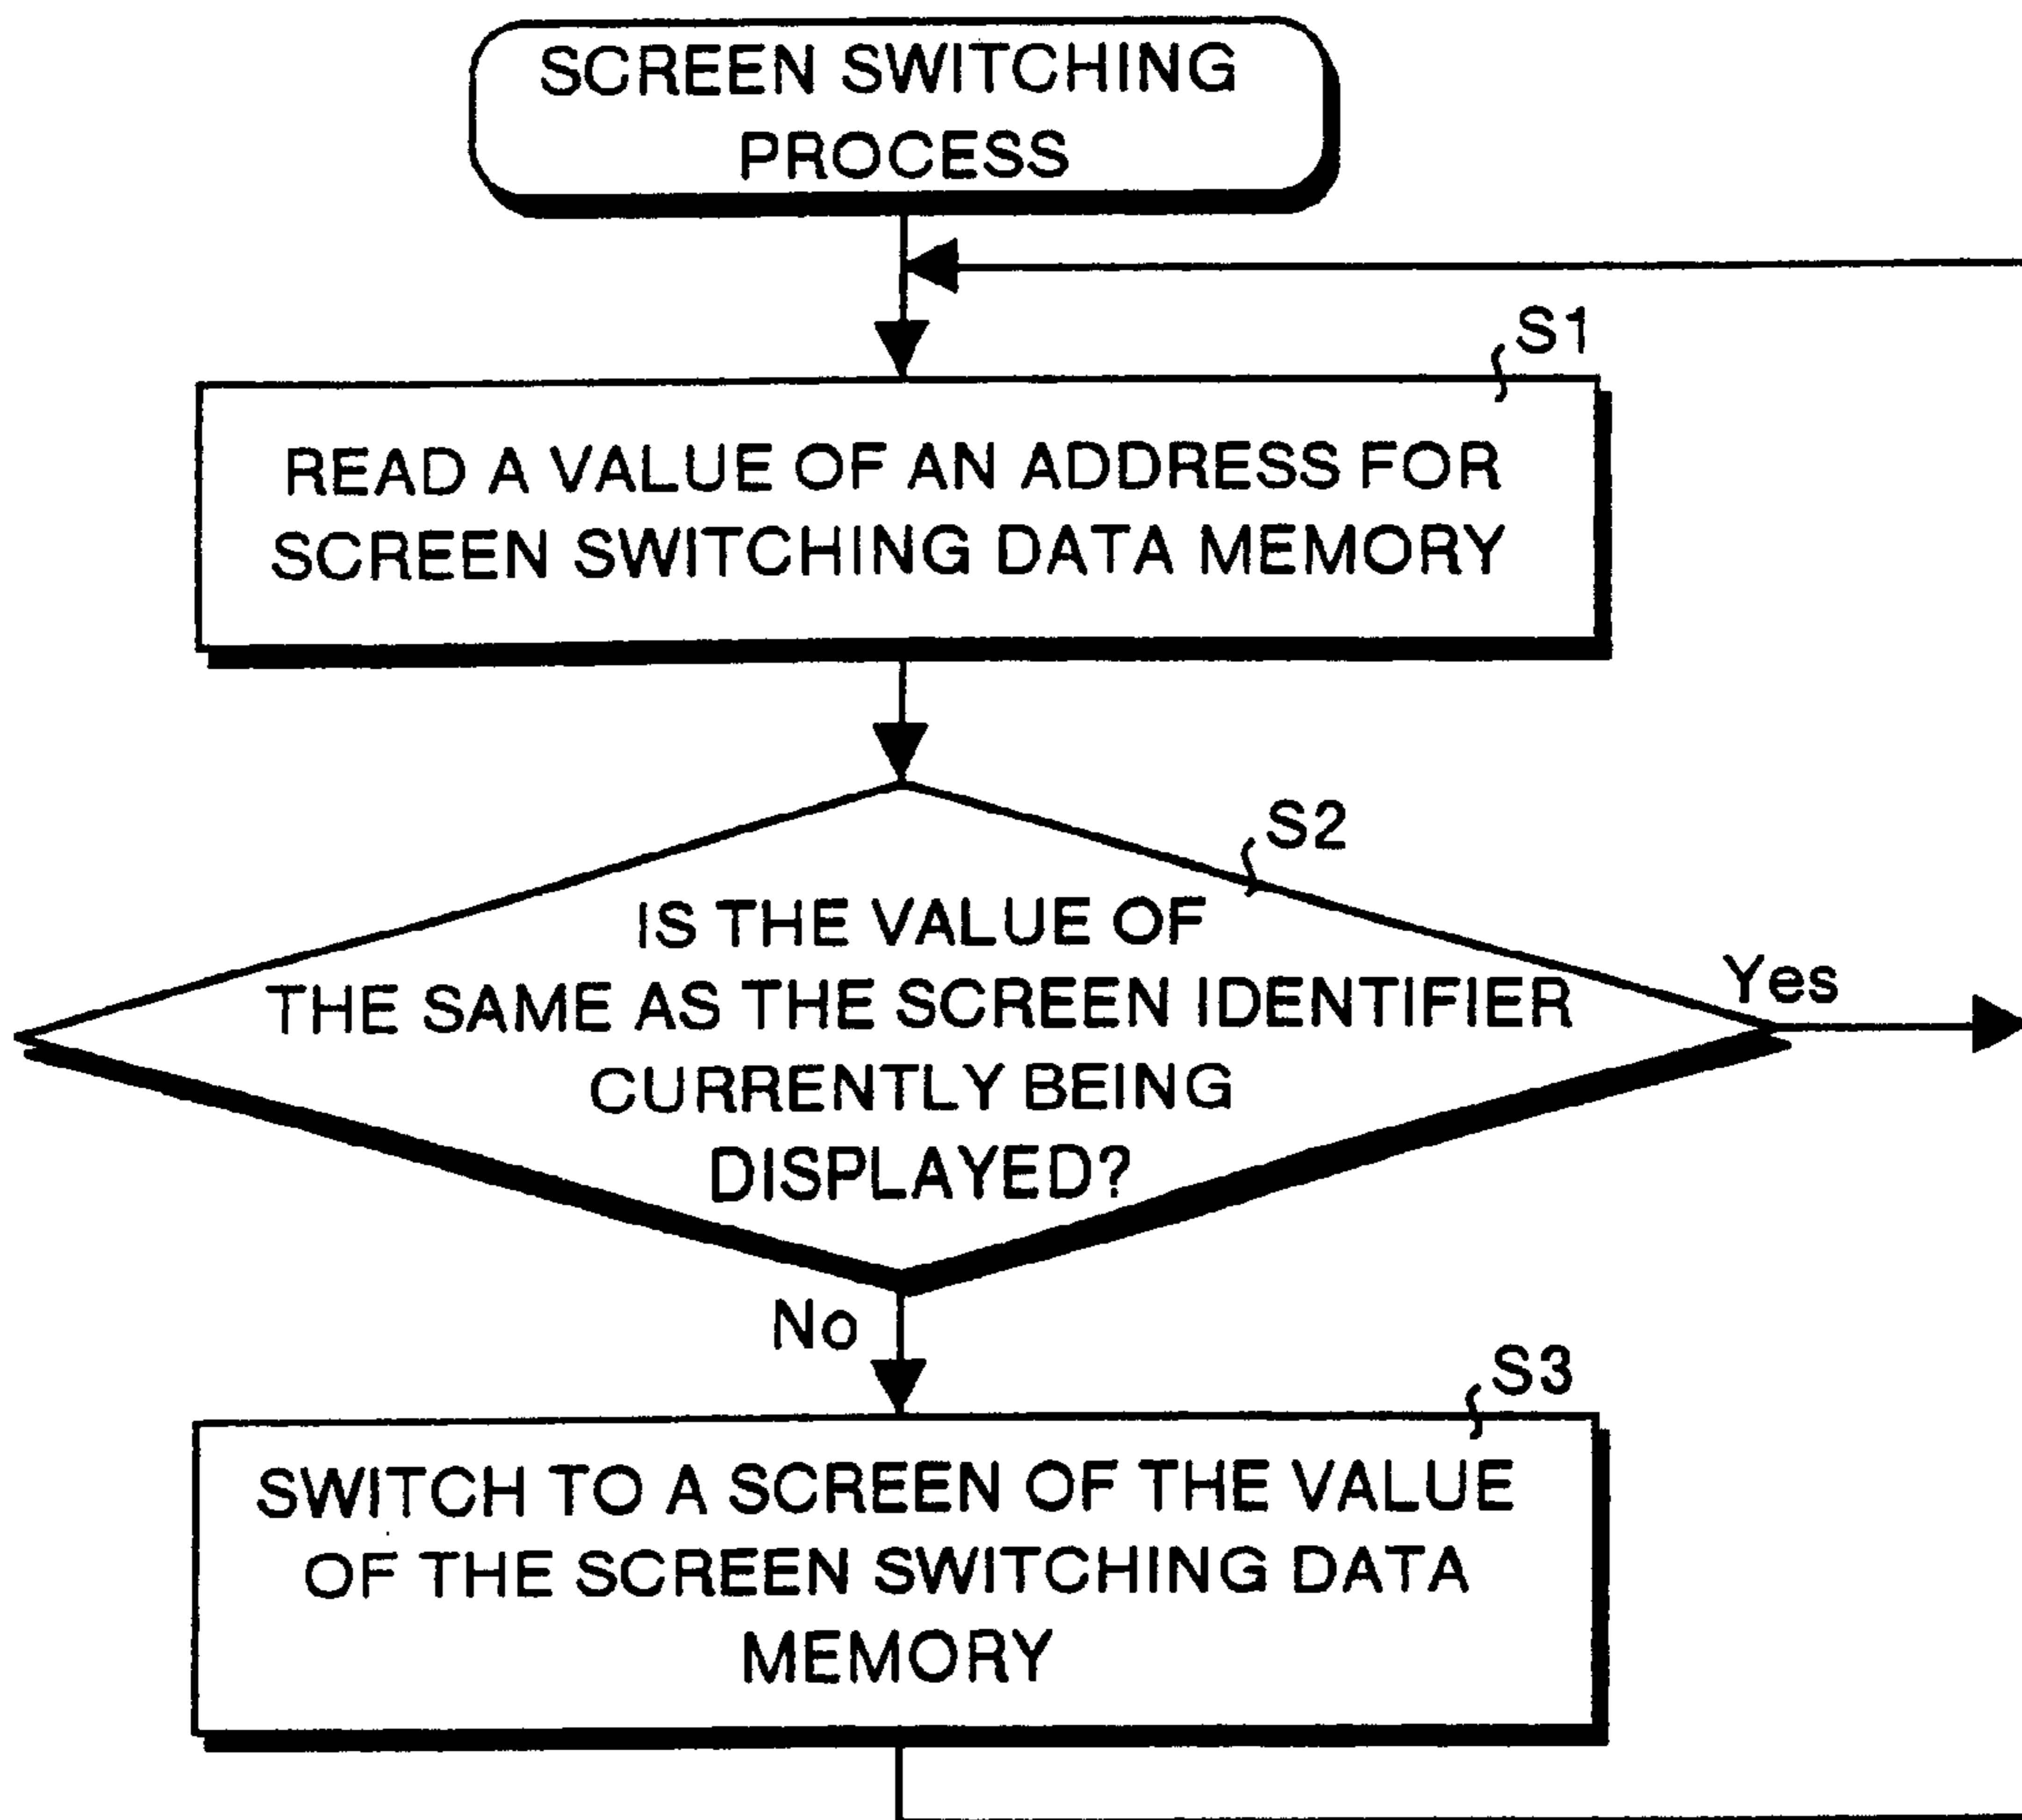 SCREEN SWITCHING
PROCESS
S1
READ A VALUE OF AN ADDRESS FOR
SCREEN SWITCHING DATA MEMORY
S2
IS THE VALUE OF
THE SAME AS THE SCREEN IDENTIFIER
CURRENTLY BEING
DISPLAYED?
Yes
No
S3
SWITCH TO A SCREEN OF THE VALUE
OF THE SCREEN SWITCHING DATA
MEMORY